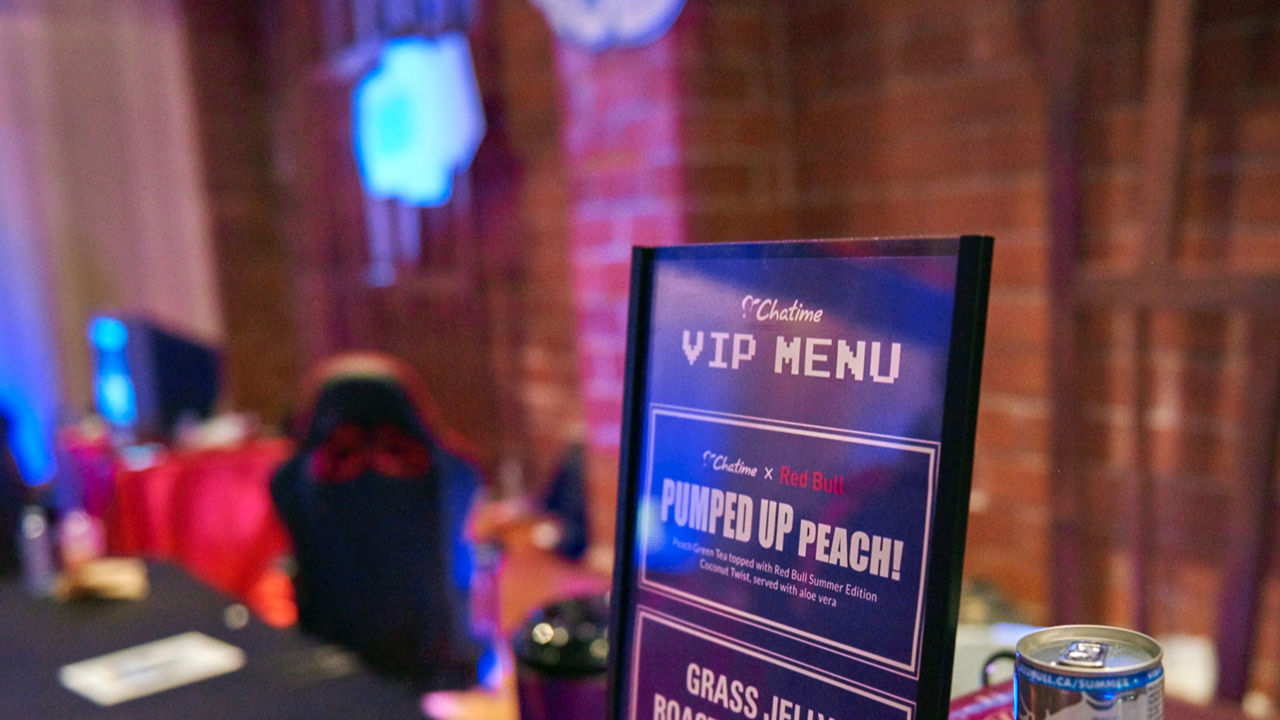 Chatime
VIP MENU
Chatime x Red Bull
PUMPED UP PEACH!
Peach Green Tea topped with Red Bull Summer Edition
Coconut Twist, served with aloe vera
GRASS JELLY